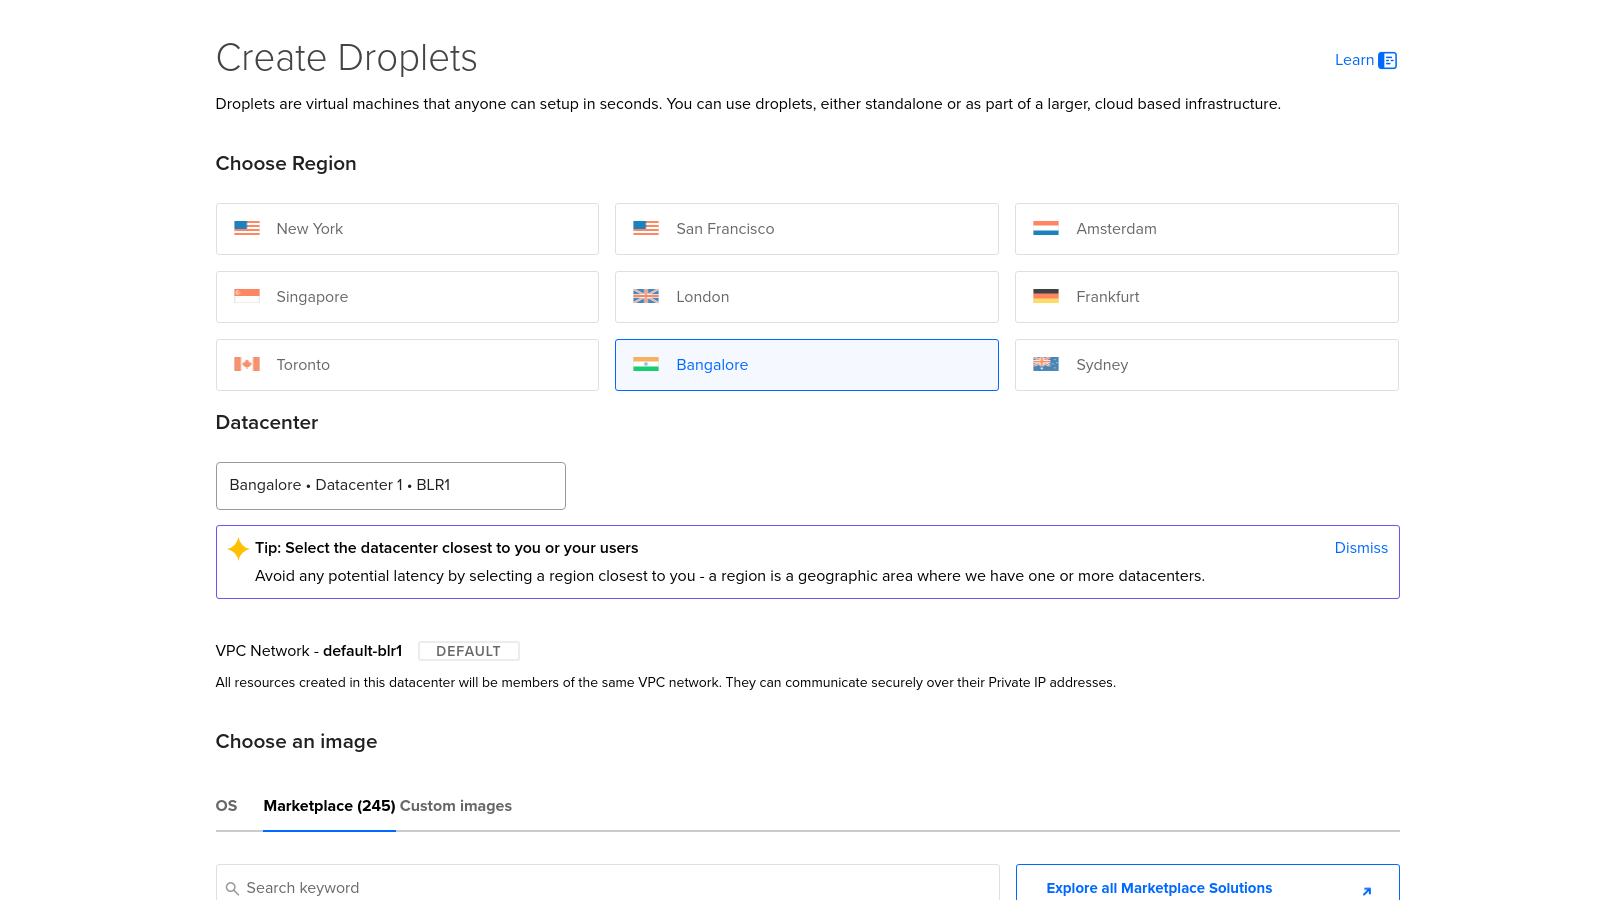 Create Droplets
Learn
Droplets are virtual machines that anyone can setup in seconds. You can use droplets, either standalone or as part of a larger, cloud based infrastructure.
Choose Region
New York
San Francisco
Amsterdam
Singapore
London
Frankfurt
Toronto
Bangalore
Sydney
Datacenter
Bangalore • Datacenter 1 • BLR1
Tip: Select the datacenter closest to you or your users
Dismiss
Avoid any potential latency by selecting a region closest to you - a region is a geographic area where we have one or more datacenters.
VPC Network - default-blr1 DEFAULT
All resources created in this datacenter will be members of the same VPC network. They can communicate securely over their Private IP addresses.
Choose an image
OS Marketplace (245) Custom images
Search keyword
Explore all Marketplace Solutions